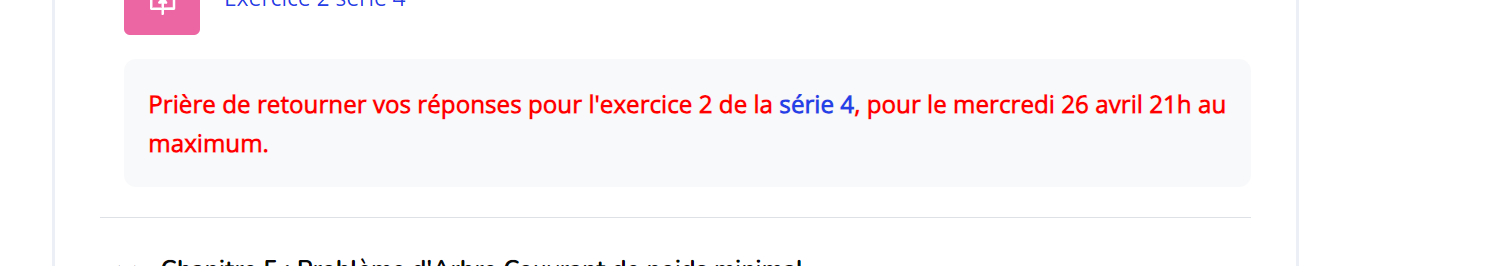 Exercice 2 série 4
Prière de retourner vos réponses pour l'exercice 2 de la série 4, pour le mercredi 26 avril 21h au
maximum.
Chapitre 5 : Problème d'Arbre Couvrant de poids minimal